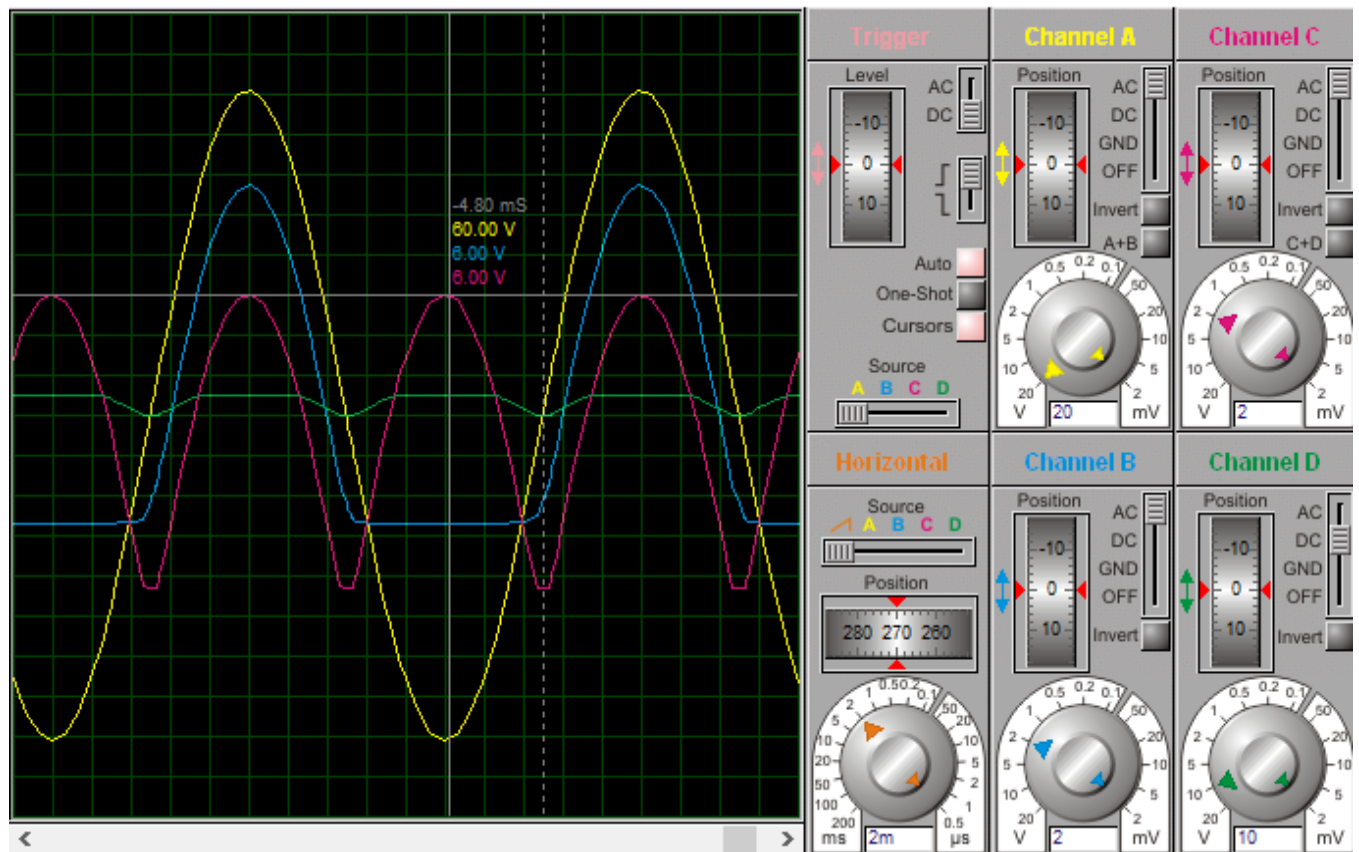 -4.80 mS
60.00 V
6.00 V
6.00 V
Trigger
Level
-10
0
10
AC
DC
Auto
One-Shot
Cursors
Source
A B C D
Channel A
Position
-10
0
10
AC
DC
GND
OFF
Invert
A+B
0.5 0.2 0.1
1 50
2 20
5 10
10 5
20 2
V 20 mV
Channel C
Position
-10
0
10
AC
DC
GND
OFF
Invert
C+D
0.5 0.2 0.1
1 50
2 20
5 10
10 5
20 2
V 2 mV
Horizontal
Source
A B C D
Position
280 270 260
0.5 0.2
1 0.1
2 50
5 20
10 10
20 5
50 2
100 1
200 0.5
ms 2m µs
Channel B
Position
-10
0
10
AC
DC
GND
OFF
Invert
0.5 0.2 0.1
1 50
2 20
5 10
10 5
20 2
V 2 mV
Channel D
Position
-10
0
10
AC
DC
GND
OFF
Invert
0.5 0.2 0.1
1 50
2 20
5 10
10 5
20 2
V 10 mV